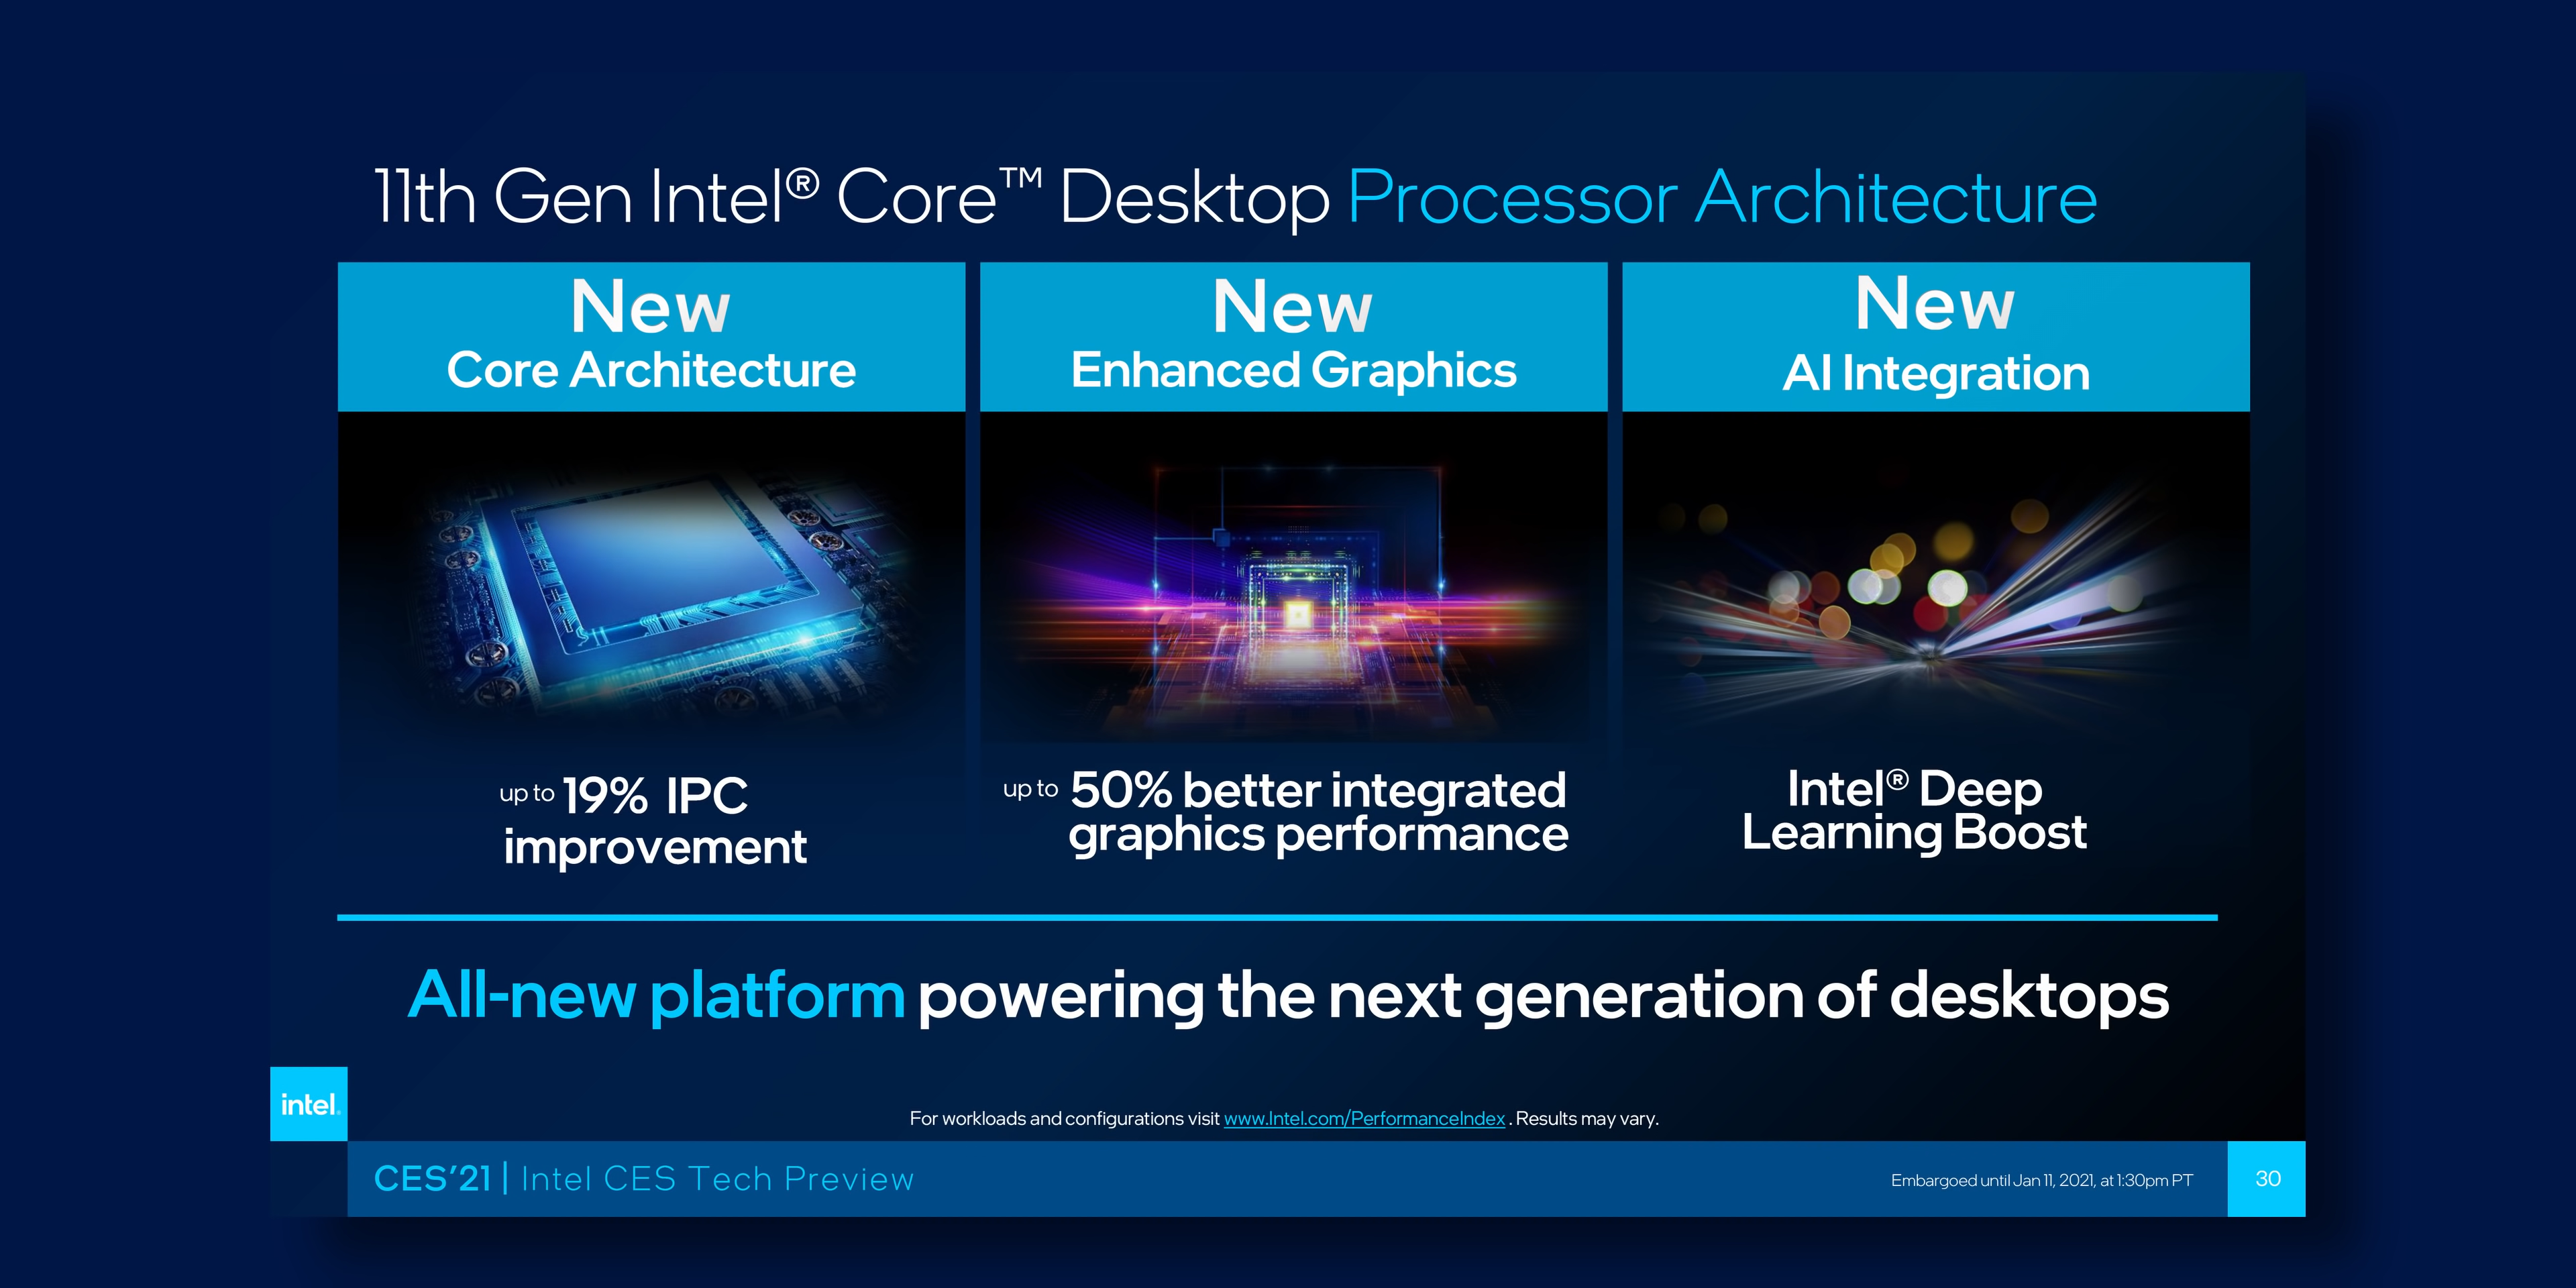 11th Gen Intel® Core™ Desktop Processor Architecture
New
Core Architecture
New
Enhanced Graphics
New
AI Integration
up to 19% IPC
improvement
up to 50% better integrated
graphics performance
Intel® Deep
Learning Boost
All-new platform powering the next generation of desktops
intel.
For workloads and configurations visit www.Intel.com/PerformanceIndex . Results may vary.
CES'21 | Intel CES Tech Preview
Embargoed until Jan 11, 2021, at 1:30pm PT
30